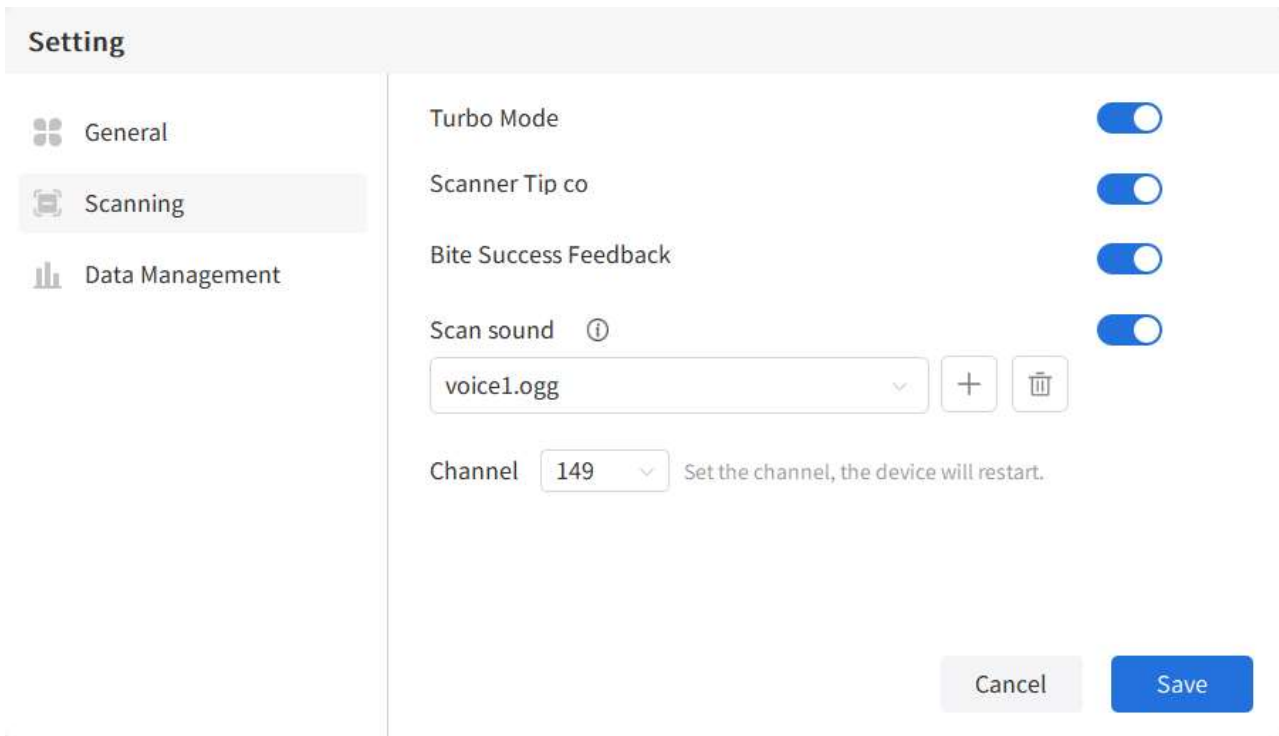 Setting
General
Scanning
Data Management
Turbo Mode
Scanner Tip co
Bite Success Feedback
Scan sound
voice1.ogg
Channel 149 Set the channel, the device will restart.
Cancel Save